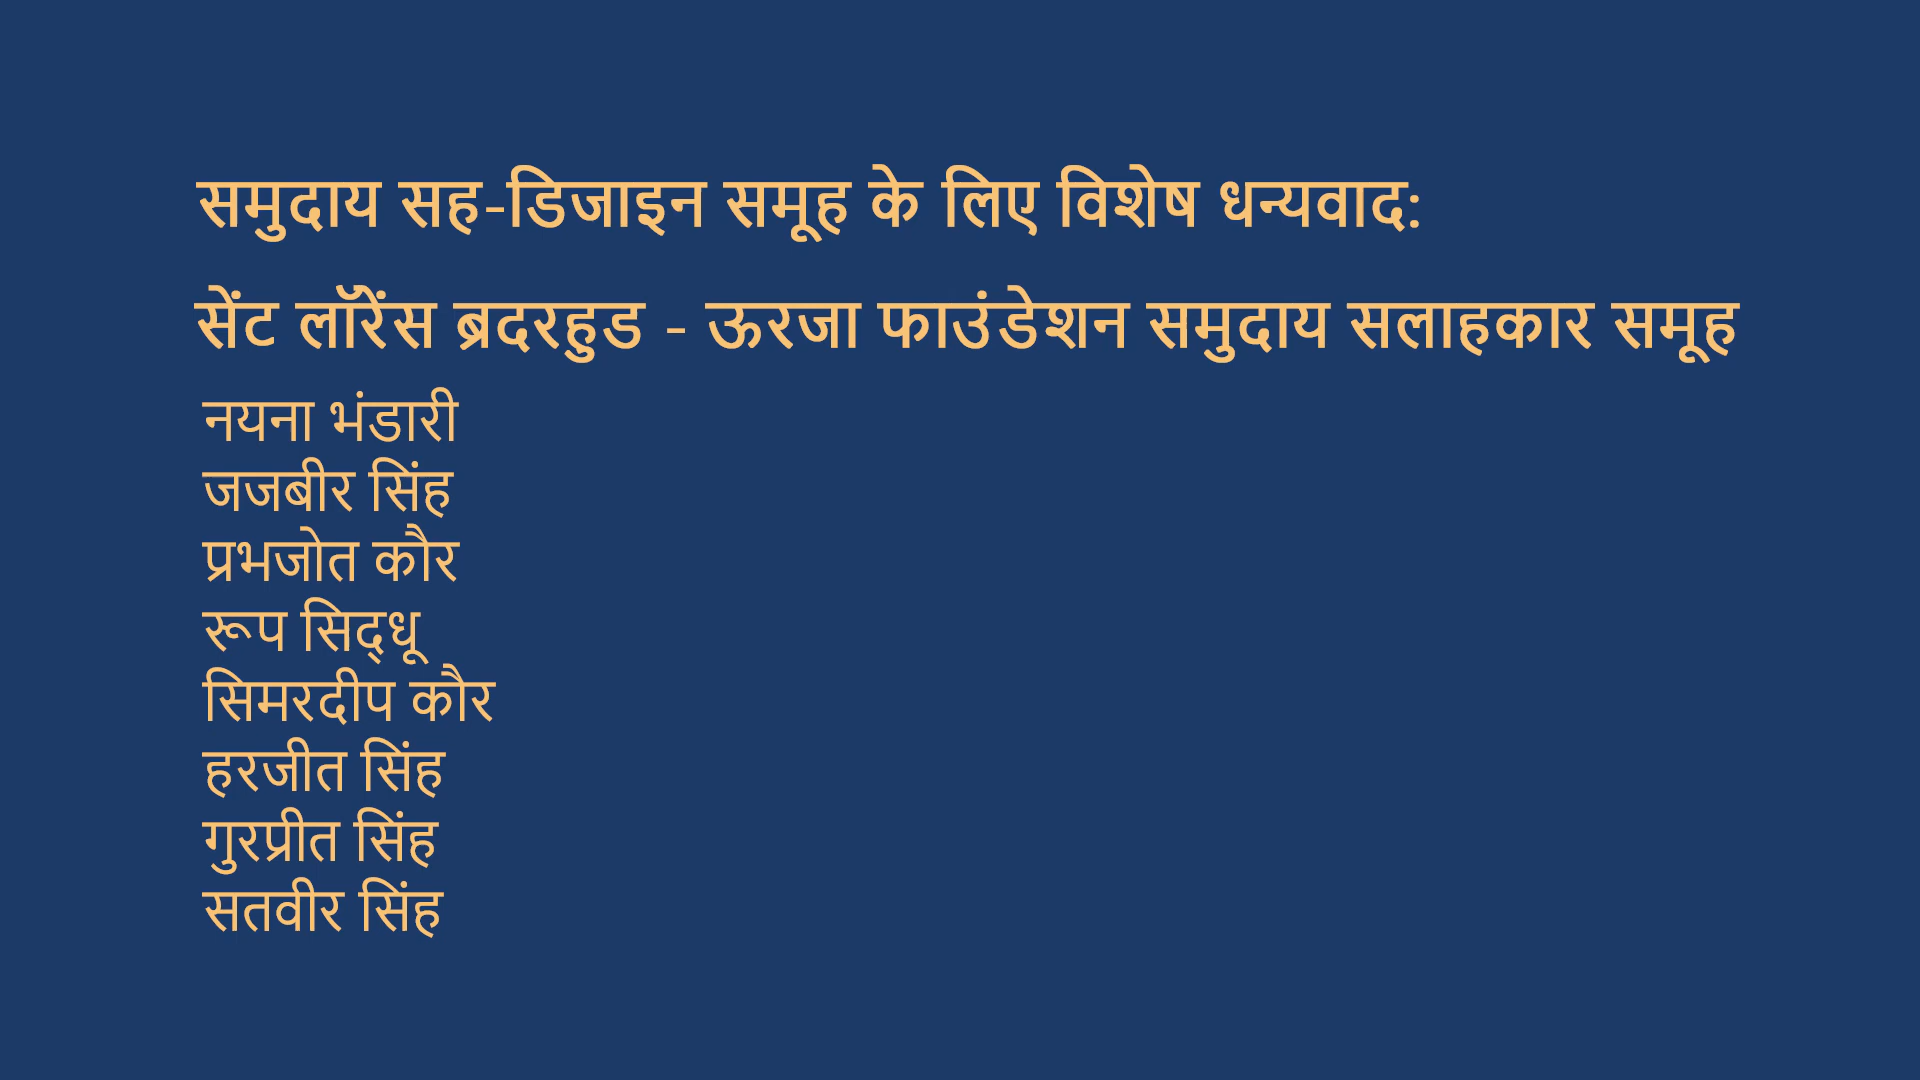 समुदाय सह-डिजाइन समूह के लिए विशेष धन्यवाद:
सेंट लॉरेंस ब्रदरहुड - ऊरजा फाउंडेशन समुदाय सलाहकार समूह
नयना भंडारी
जजबीर सिंह
प्रभजोत कौर
रूप सिद्धू
सिमरदीप कौर
हरजीत सिंह
गुरप्रीत सिंह
सतवीर सिंह